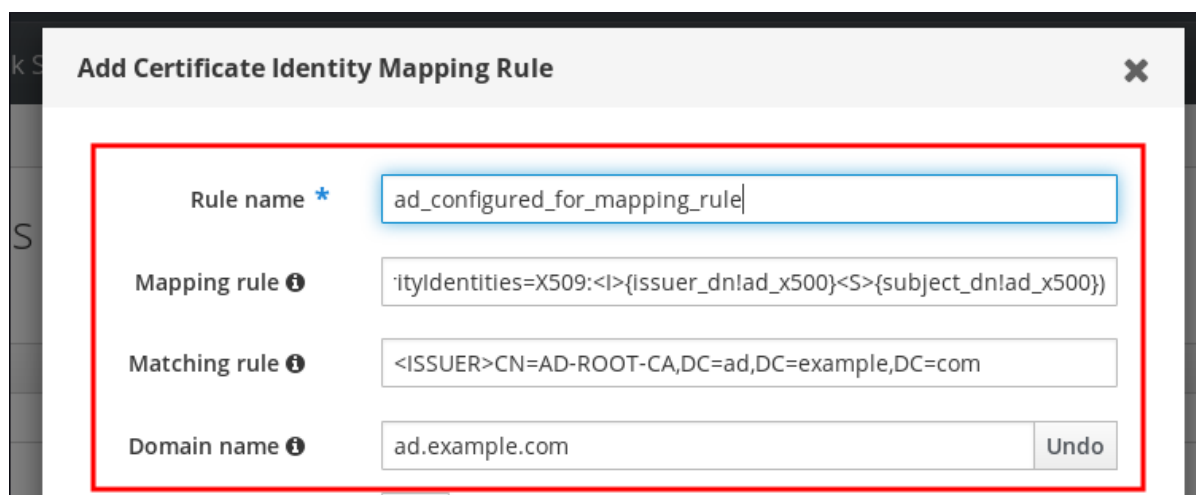 k S
Add Certificate Identity Mapping Rule ✖
S
Rule name * ad_configured_for_mapping_rule
Mapping rule rityIdentities=X509:<I>{issuer_dn!ad_x500}<S>{subject_dn!ad_x500})
Matching rule <ISSUER>CN=AD-ROOT-CA,DC=ad,DC=example,DC=com
Domain name ad.example.com Undo